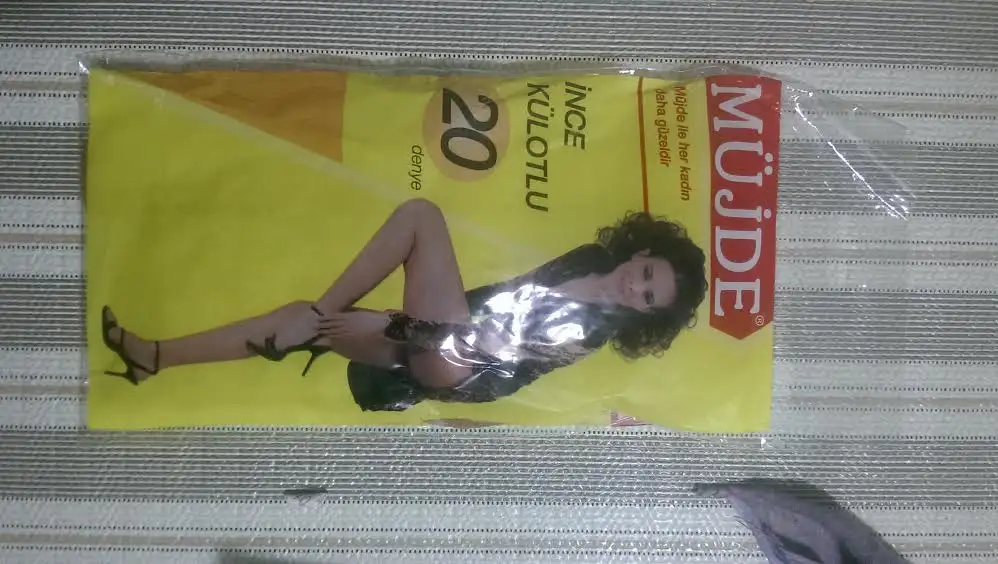 MÜJDE®
Müjde ile her kadın
daha güzeldir
İNCE
KÜLOTLU
20
denye